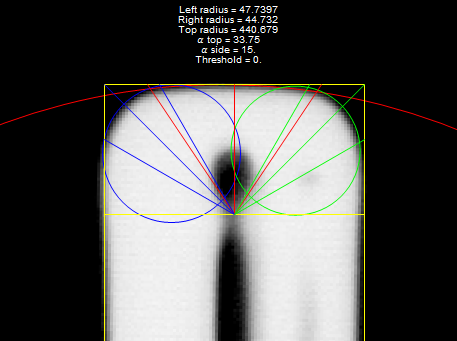 Left radius = 47.7397
Right radius = 44.732
Top radius = 440.679
α top = 33.75
α side = 15.
Threshold = 0.